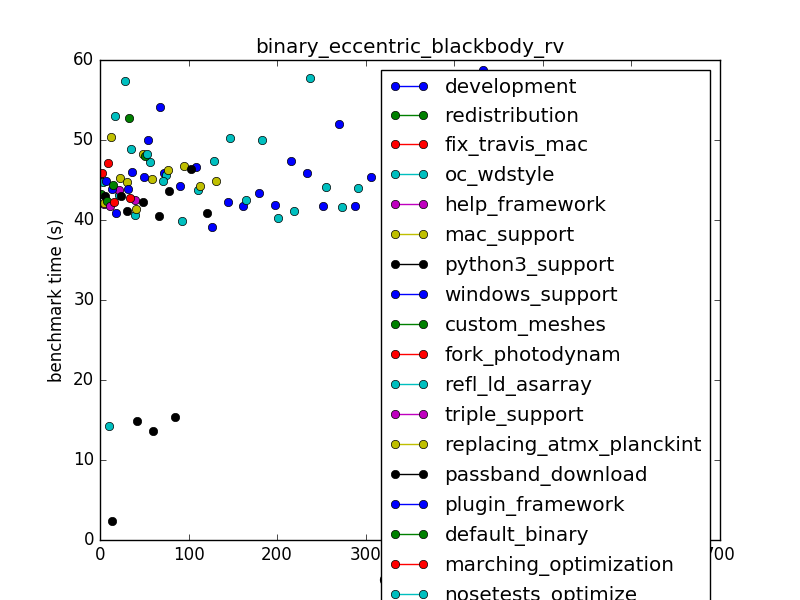 binary_eccentric_blackbody_rv
60
50
40
30
20
10
0
benchmark time (s)
0
100
200
300
700
development
redistribution
fix_travis_mac
oc_wdstyle
help_framework
mac_support
python3_support
windows_support
custom_meshes
fork_photodynam
refl_ld_asarray
triple_support
replacing_atmx_planckint
passband_download
plugin_framework
default_binary
marching_optimization
nosetests_optimize